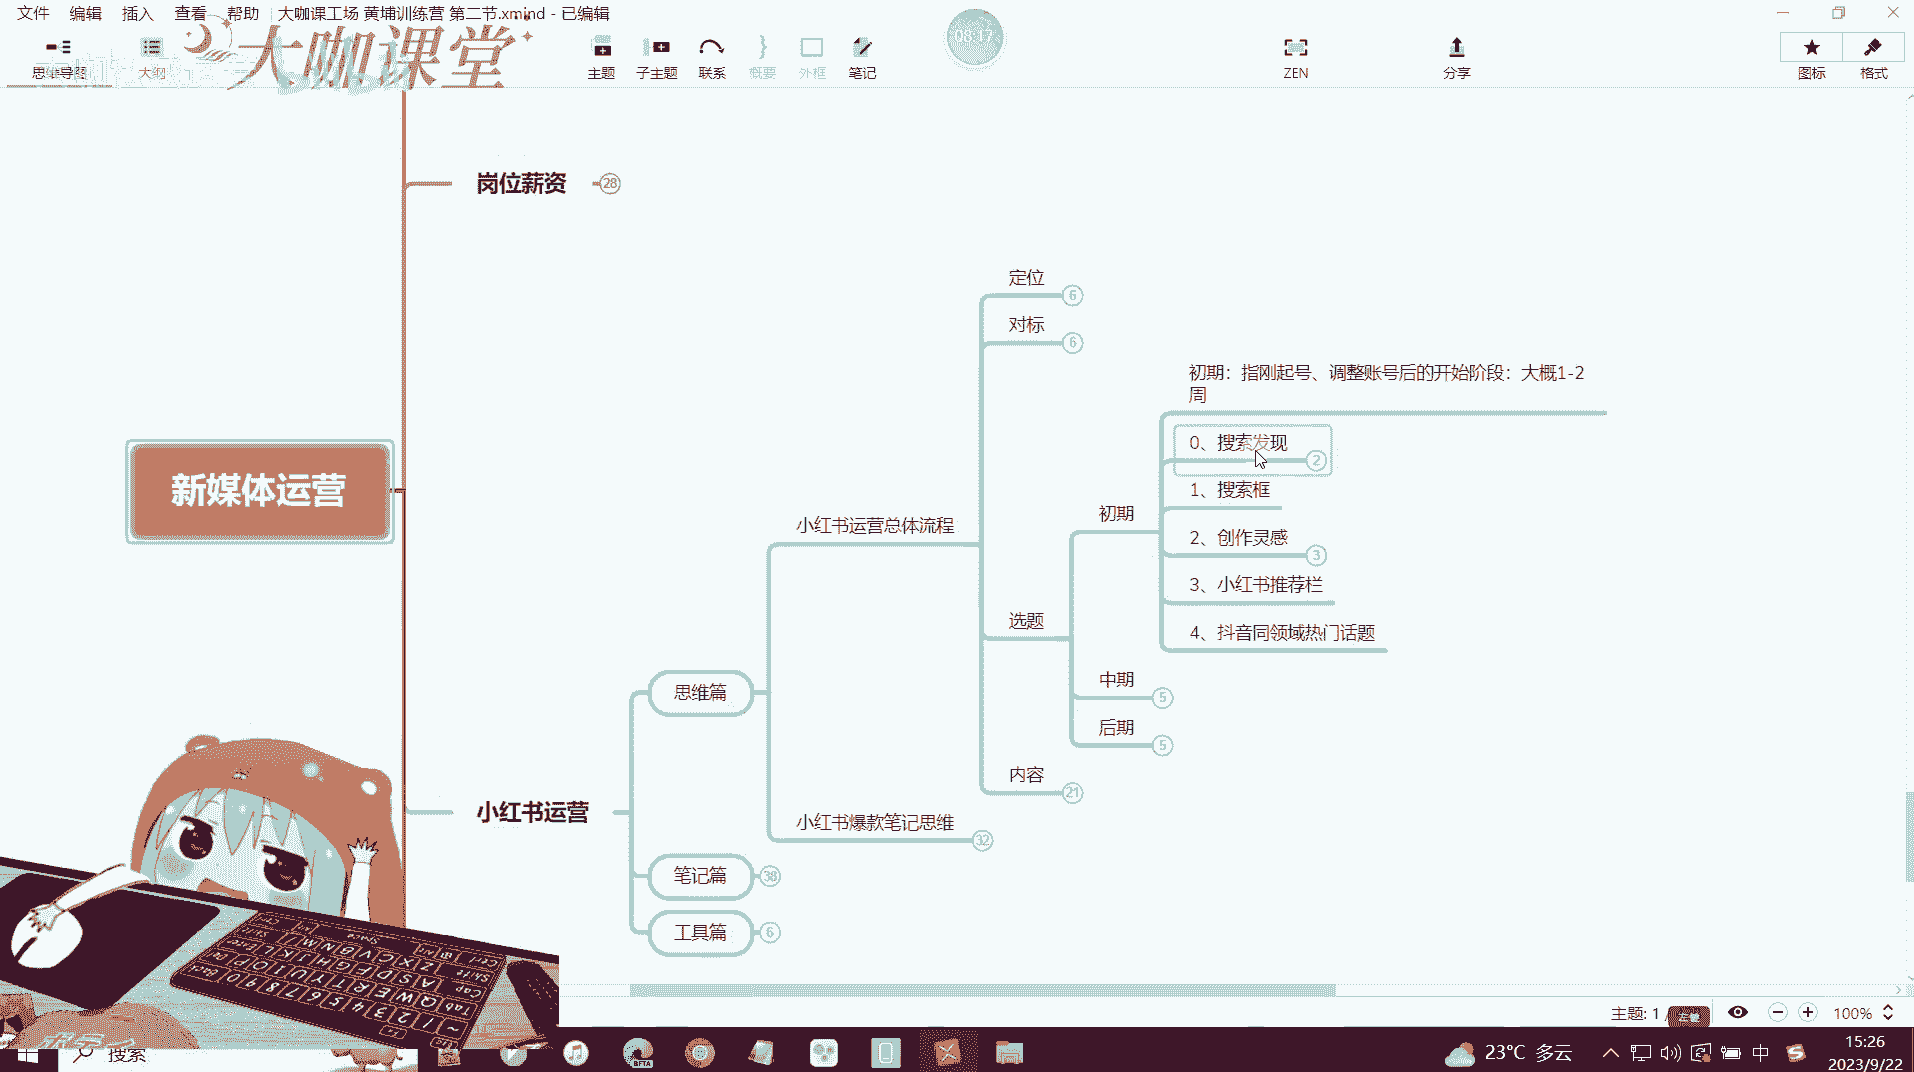 文件 编辑 插入 查看 帮助 大咖课工场 黄埔训练营 第二节.xmind - 已编辑
大咖课堂
08:17
思维导图
大纲
主题
子主题
联系
概要
外框
笔记
ZEN
分享
图标
格式
岗位薪资
28
定位
6
对标
6
初期：指刚起号、调整账号后的开始阶段：大概1-2
周
0、搜索发现
2
1、搜索框
新媒体运营
初期
小红书运营总体流程
2、创作灵感
3
3、小红书推荐栏
选题
4、抖音同领域热门话题
中期
5
思维篇
后期
5
内容
21
小红书运营
小红书爆款笔记思维
32
笔记篇
38
工具篇
6
主题: 1 /
100%
搜索
BETA
23°C 多云
中
15:26
2023/9/22